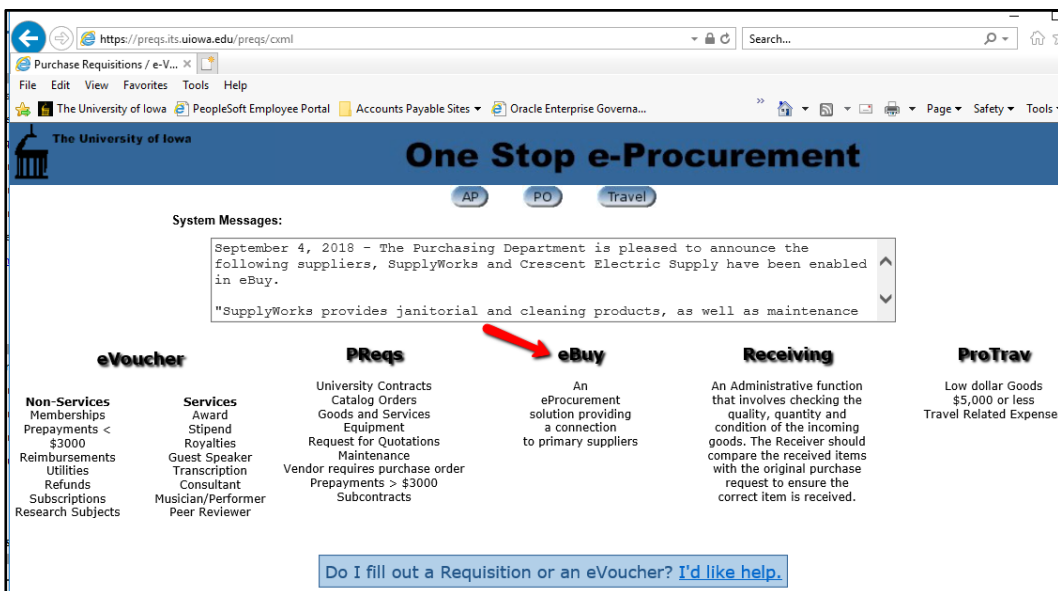 https://preqs.its.uiowa.edu/preqs/cxml
Search...
Purchase Requisitions / e-V...
File Edit View Favorites Tools Help
The University of Iowa PeopleSoft Employee Portal Accounts Payable Sites Oracle Enterprise Governa... Page Safety Tools
The University of Iowa
One Stop e-Procurement
AP PO Travel
System Messages:
September 4, 2018 - The Purchasing Department is pleased to announce the
following suppliers, SupplyWorks and Crescent Electric Supply have been enabled
in eBuy.
"SupplyWorks provides janitorial and cleaning products, as well as maintenance
eVoucher
Non-Services
Memberships
Prepayments <
$3000
Reimbursements
Utilities
Refunds
Subscriptions
Research Subjects
Services
Award
Stipend
Royalties
Guest Speaker
Transcription
Consultant
Musician/Performer
Peer Reviewer
PReqs
University Contracts
Catalog Orders
Goods and Services
Equipment
Request for Quotations
Maintenance
Vendor requires purchase order
Prepayments > $3000
Subcontracts
eBuy
An
eProcurement
solution providing
a connection
to primary suppliers
Receiving
An Administrative function
that involves checking the
quality, quantity and
condition of the incoming
goods. The Receiver should
compare the received items
with the original purchase
request to ensure the
correct item is received.
ProTrav
Low dollar Goods
$5,000 or less
Travel Related Expense
Do I fill out a Requisition or an eVoucher? I'd like help.